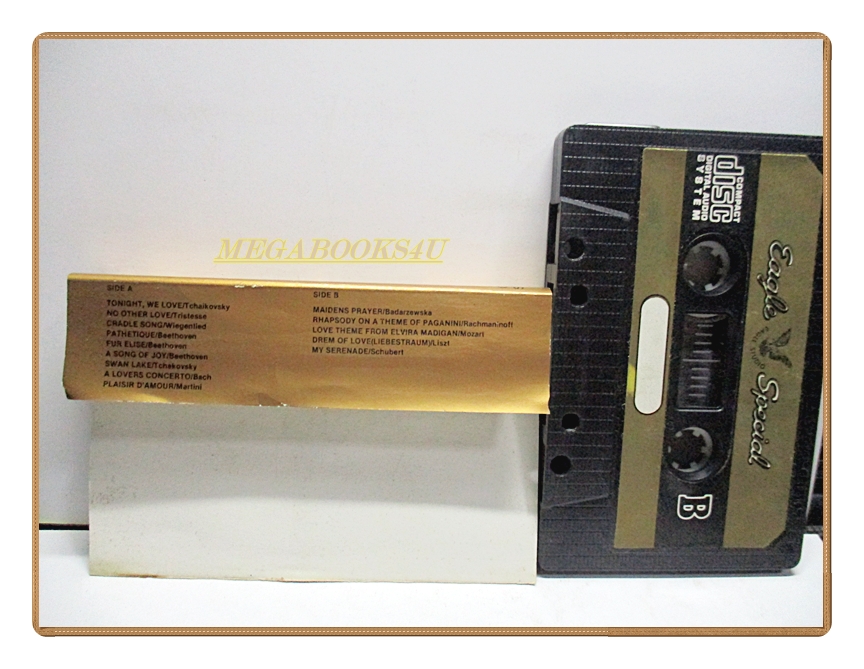 MEGABOOKS4U
SIDE A
TONIGHT, WE LOVE/Tchaikovsky
NO OTHER LOVE/Tristesse
CRADLE SONG/Wiegenlied
PATHETIQUE/Beethoven
FUR ELISE/Beethoven
A SONG OF JOY/Beethoven
SWAN LAKE/Tchakovsky
A LOVERS CONCERTO/Bach
PLAISIR D'AMOUR/Martini
SIDE B
MAIDENS PRAYER/Badarzewska
RHAPSODY ON A THEME OF PAGANINI/Rachmaninoff
LOVE THEME FROM ELVIRA MADIGAN/Mozart
DREM OF LOVE(LIEBESTRAUM)/Liszt
MY SERENADE/Schubert
COMPACT
disc
DIGITAL AUDIO
SYSTEM
Eagle Special
B